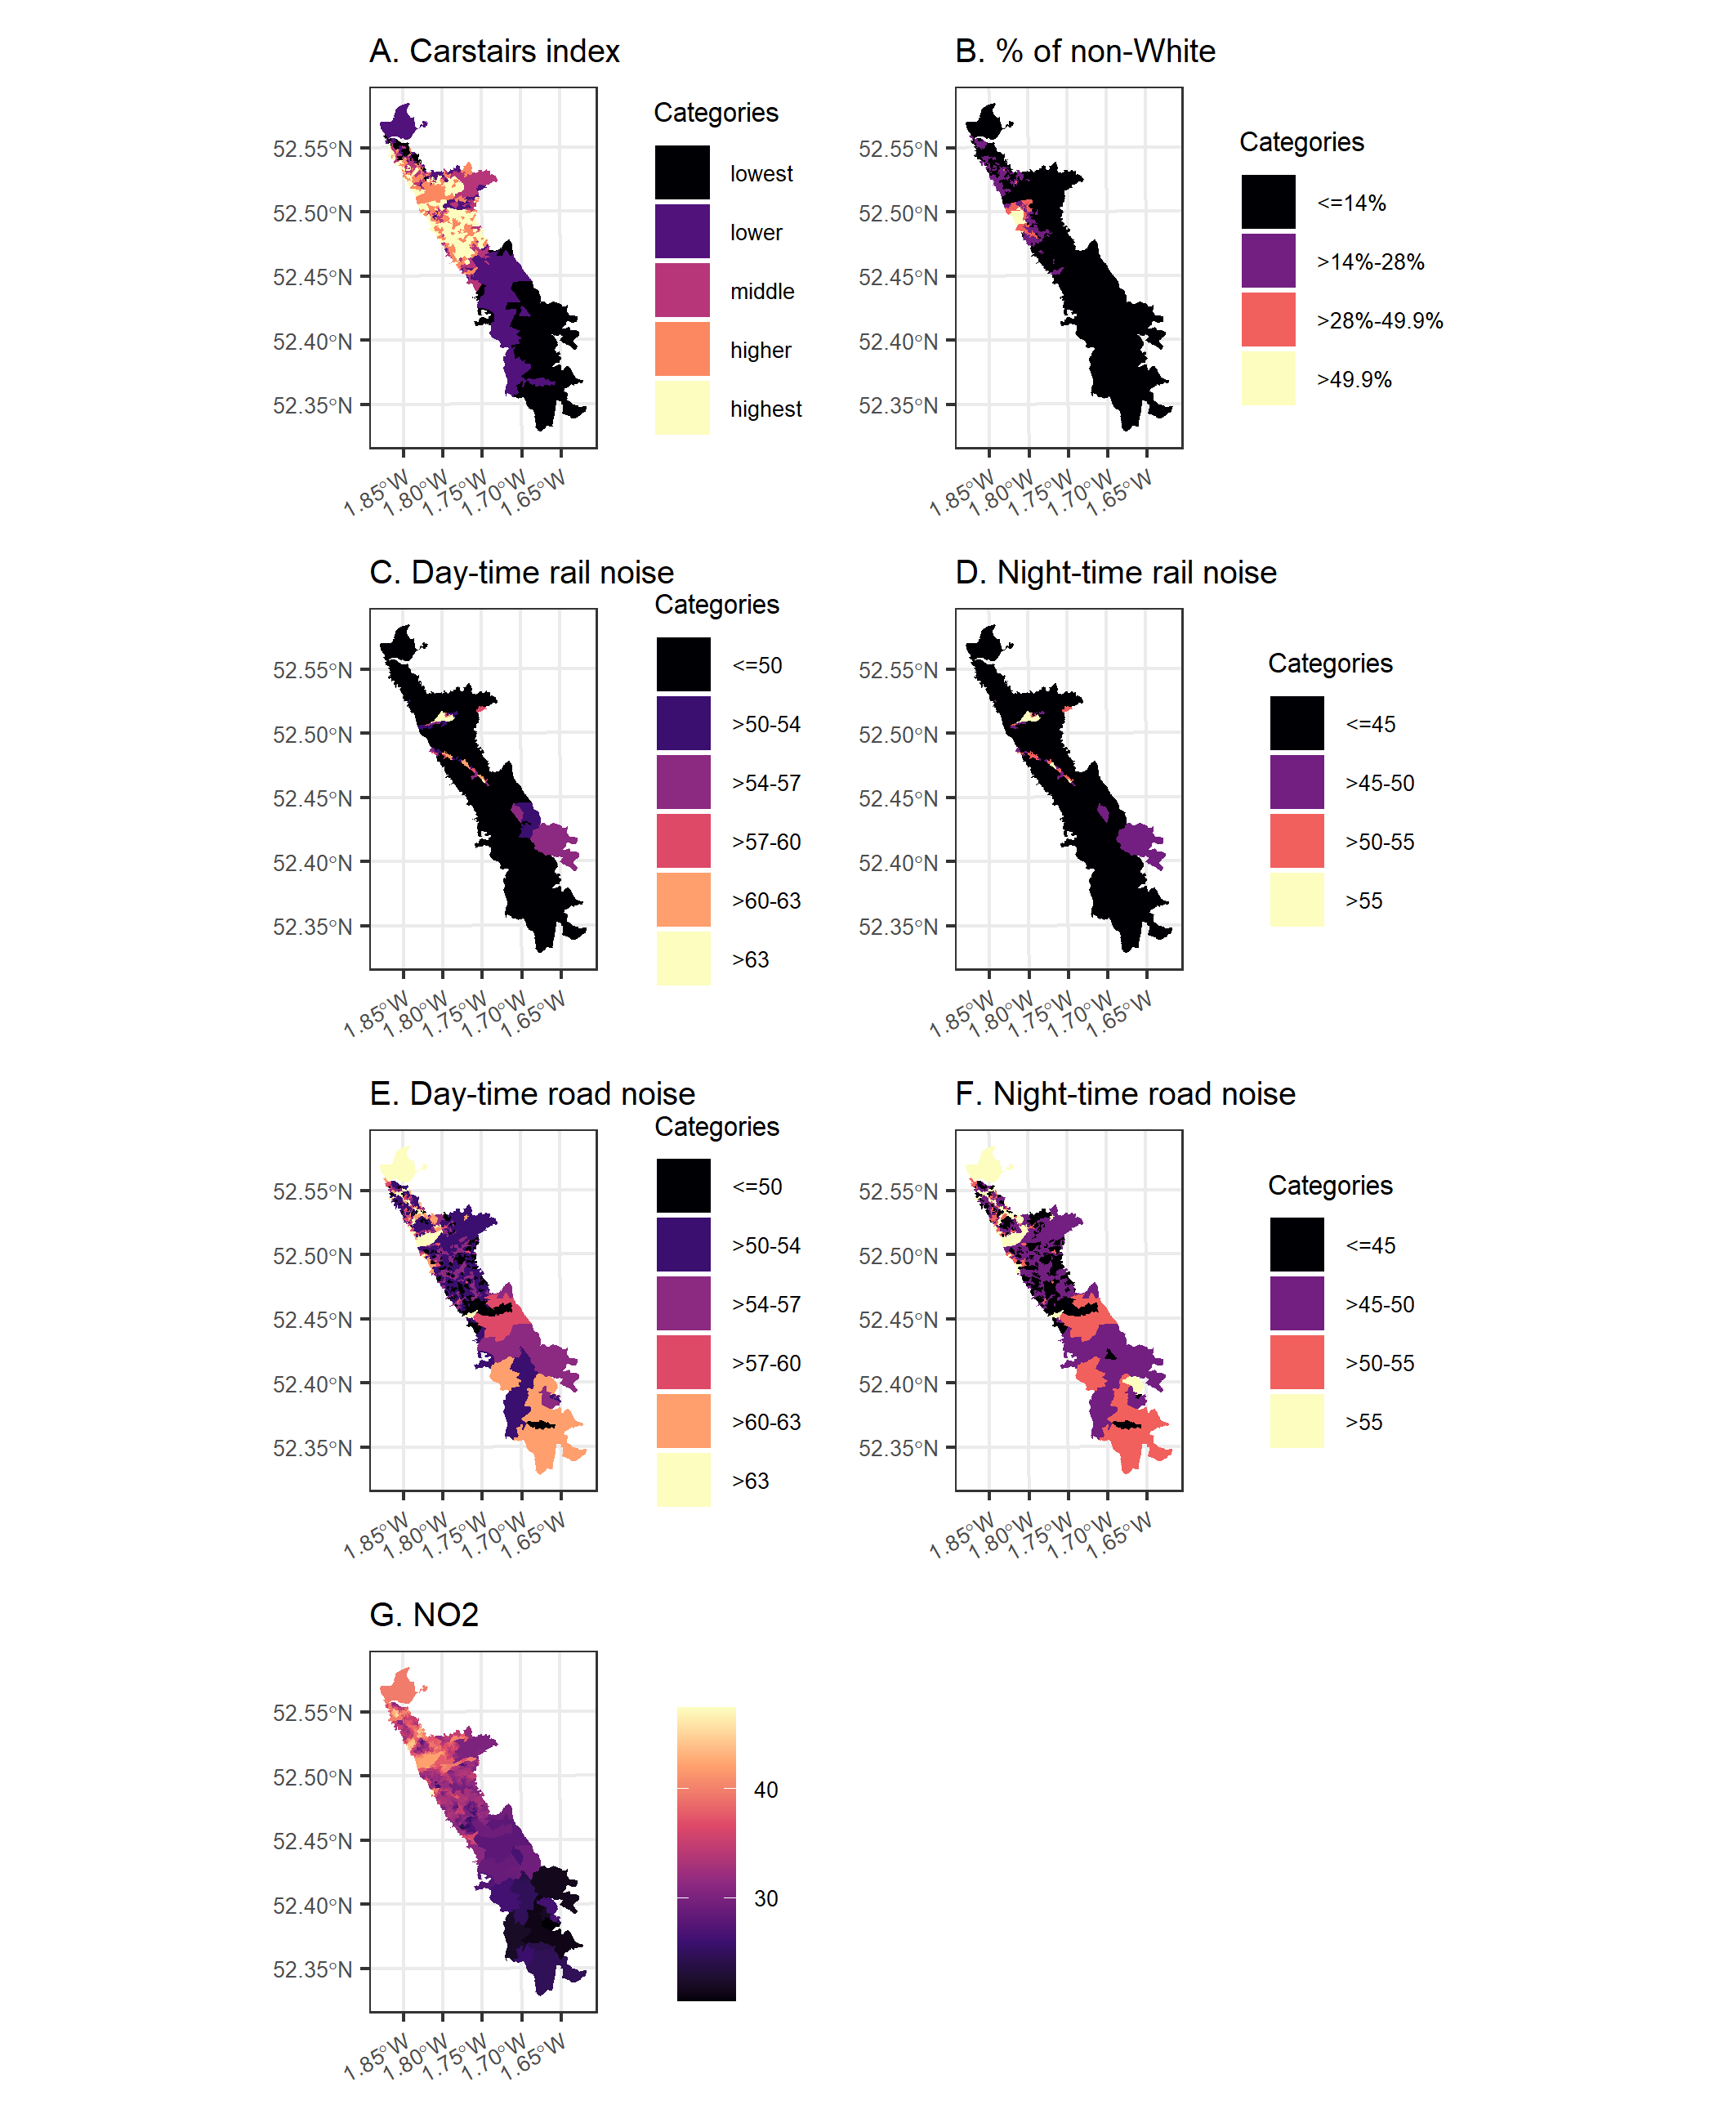 A. Carstairs index
Categories
lowest
lower
middle
higher
highest
52.55°N
52.50°N
52.45°N
52.40°N
52.35°N
1.85°W
1.80°W
1.75°W
1.70°W
1.65°W
B. % of non-White
Categories
<=14%
>14%-28%
>28%-49.9%
>49.9%
52.55°N
52.50°N
52.45°N
52.40°N
52.35°N
1.85°W
1.80°W
1.75°W
1.70°W
1.65°W
C. Day-time rail noise
Categories
<=50
>50-54
>54-57
>57-60
>60-63
>63
52.55°N
52.50°N
52.45°N
52.40°N
52.35°N
1.85°W
1.80°W
1.75°W
1.70°W
1.65°W
D. Night-time rail noise
Categories
<=45
>45-50
>50-55
>55
52.55°N
52.50°N
52.45°N
52.40°N
52.35°N
1.85°W
1.80°W
1.75°W
1.70°W
1.65°W
E. Day-time road noise
Categories
<=50
>50-54
>54-57
>57-60
>60-63
>63
52.55°N
52.50°N
52.45°N
52.40°N
52.35°N
1.85°W
1.80°W
1.75°W
1.70°W
1.65°W
F. Night-time road noise
Categories
<=45
>45-50
>50-55
>55
52.55°N
52.50°N
52.45°N
52.40°N
52.35°N
1.85°W
1.80°W
1.75°W
1.70°W
1.65°W
G. NO2
40
30
52.55°N
52.50°N
52.45°N
52.40°N
52.35°N
1.85°W
1.80°W
1.75°W
1.70°W
1.65°W